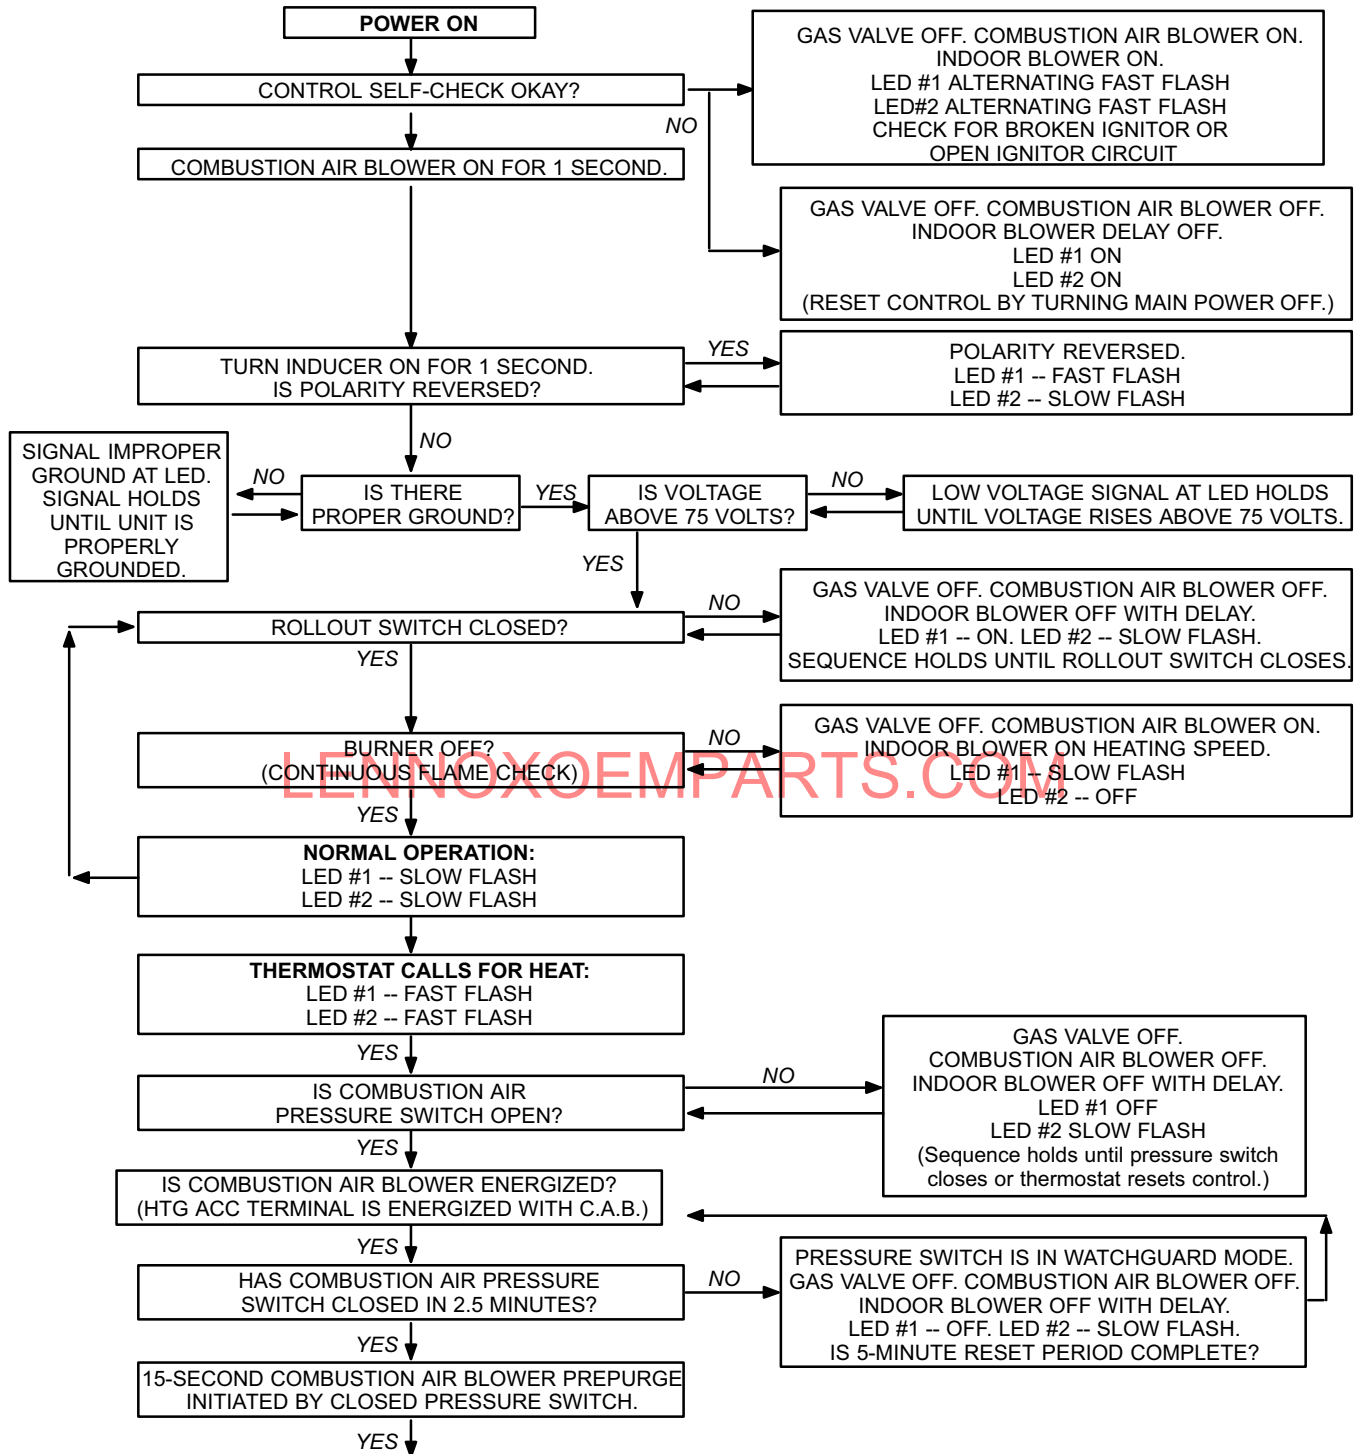 POWER ON
GAS VALVE OFF. COMBUSTION AIR BLOWER ON.
INDOOR BLOWER ON.
LED #1 ALTERNATING FAST FLASH
LED#2 ALTERNATING FAST FLASH
CHECK FOR BROKEN IGNITOR OR
OPEN IGNITOR CIRCUIT
CONTROL SELF-CHECK OKAY?
NO
COMBUSTION AIR BLOWER ON FOR 1 SECOND.
GAS VALVE OFF. COMBUSTION AIR BLOWER OFF.
INDOOR BLOWER DELAY OFF.
LED #1 ON
LED #2 ON
(RESET CONTROL BY TURNING MAIN POWER OFF.)
TURN INDUCER ON FOR 1 SECOND.
IS POLARITY REVERSED?
YES
POLARITY REVERSED.
LED #1 -- FAST FLASH
LED #2 -- SLOW FLASH
NO
SIGNAL IMPROPER
GROUND AT LED.
SIGNAL HOLDS
UNTIL UNIT IS
PROPERLY
GROUNDED.
NO
IS THERE
PROPER GROUND?
YES
IS VOLTAGE
ABOVE 75 VOLTS?
NO
LOW VOLTAGE SIGNAL AT LED HOLDS
UNTIL VOLTAGE RISES ABOVE 75 VOLTS.
YES
ROLLOUT SWITCH CLOSED?
NO
GAS VALVE OFF. COMBUSTION AIR BLOWER OFF.
INDOOR BLOWER OFF WITH DELAY.
LED #1 -- ON. LED #2 -- SLOW FLASH.
SEQUENCE HOLDS UNTIL ROLLOUT SWITCH CLOSES.
YES
BURNER OFF?
(CONTINUOUS FLAME CHECK)
NO
GAS VALVE OFF. COMBUSTION AIR BLOWER ON.
INDOOR BLOWER ON HEATING SPEED.
LED #1 -- SLOW FLASH
LED #2 -- OFF
LENNOXOEMPARTS.COM
YES
NORMAL OPERATION:
LED #1 -- SLOW FLASH
LED #2 -- SLOW FLASH
THERMOSTAT CALLS FOR HEAT:
LED #1 -- FAST FLASH
LED #2 -- FAST FLASH
YES
IS COMBUSTION AIR
PRESSURE SWITCH OPEN?
NO
GAS VALVE OFF.
COMBUSTION AIR BLOWER OFF.
INDOOR BLOWER OFF WITH DELAY.
LED #1 OFF
LED #2 SLOW FLASH
(Sequence holds until pressure switch
closes or thermostat resets control.)
YES
IS COMBUSTION AIR BLOWER ENERGIZED?
(HTG ACC TERMINAL IS ENERGIZED WITH C.A.B.)
YES
HAS COMBUSTION AIR PRESSURE
SWITCH CLOSED IN 2.5 MINUTES?
NO
PRESSURE SWITCH IS IN WATCHGUARD MODE.
GAS VALVE OFF. COMBUSTION AIR BLOWER OFF.
INDOOR BLOWER OFF WITH DELAY.
LED #1 -- OFF. LED #2 -- SLOW FLASH.
IS 5-MINUTE RESET PERIOD COMPLETE?
YES
15-SECOND COMBUSTION AIR BLOWER PREPURGE
INITIATED BY CLOSED PRESSURE SWITCH.
YES